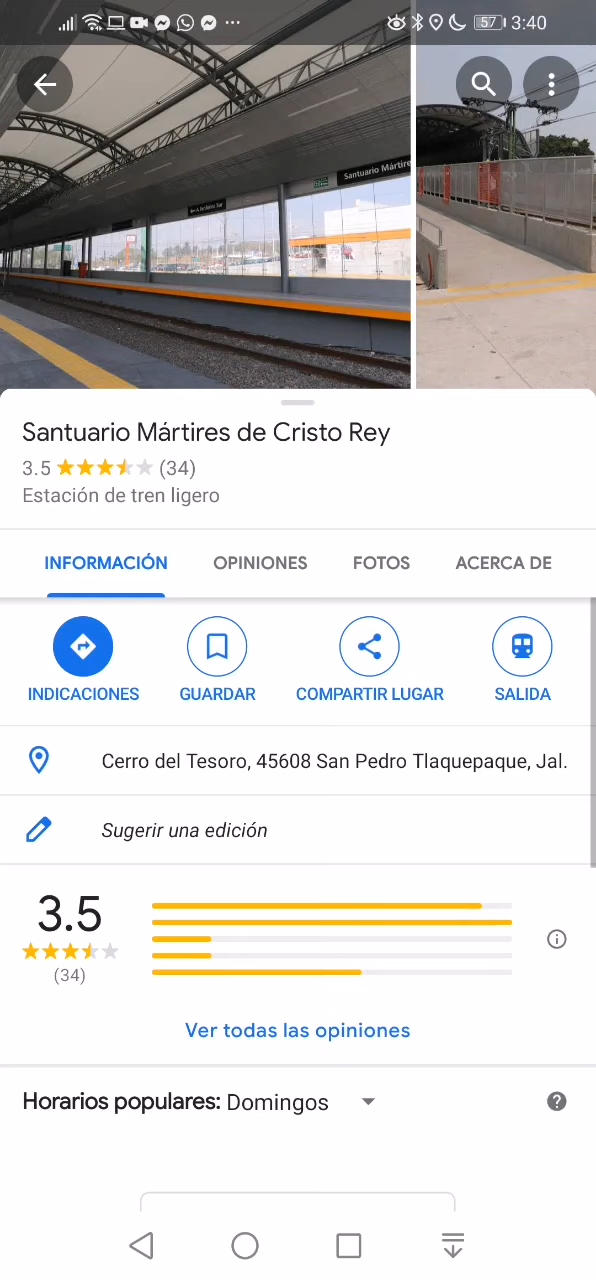 57 3:40
Santuario Mártire
Santuario Mártires de Cristo Rey
3.5 (34)
Estación de tren ligero
INFORMACIÓN OPINIONES FOTOS ACERCA DE
INDICACIONES GUARDAR COMPARTIR LUGAR SALIDA
Cerro del Tesoro, 45608 San Pedro Tlaquepaque, Jal.
Sugerir una edición
3.5
(34)
Ver todas las opiniones
Horarios populares: Domingos